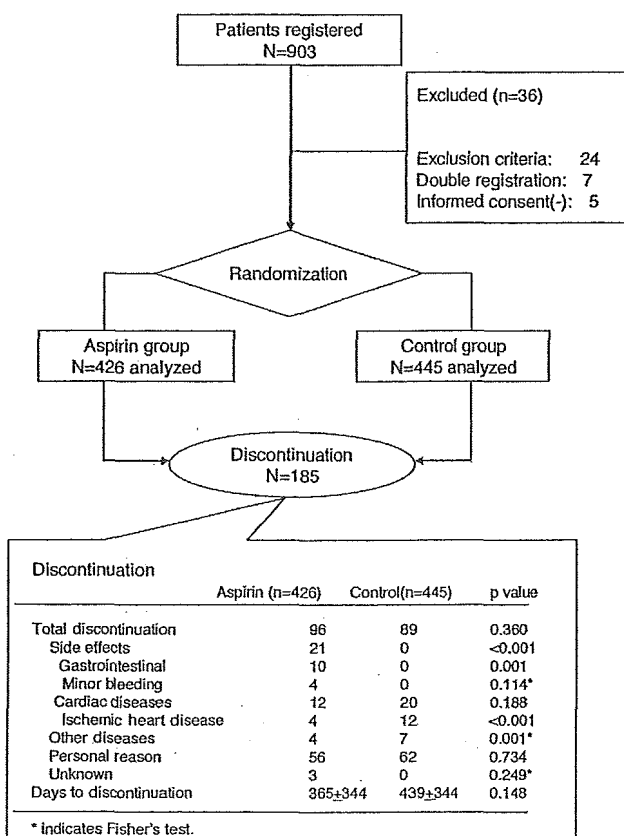 Patients registered
N=903
Excluded (n=36)
Exclusion criteria: 24
Double registration: 7
Informed consent(-): 5
Randomization
Aspirin group
N=426 analyzed
Control group
N=445 analyzed
Discontinuation
N=185
Discontinuation
Aspirin (n=426) Control(n=445) p value
Total discontinuation 96 89 0.360
Side effects 21 0 <0.001
Gastrointestinal 10 0 0.001
Minor bleeding 4 0 0.114*
Cardiac diseases 12 20 0.188
Ischemic heart disease 4 12 <0.001
Other diseases 4 7 0.001*
Personal reason 56 62 0.734
Unknown 3 0 0.249*
Days to discontinuation 365±344 439±344 0.148
* indicates Fisher's test.